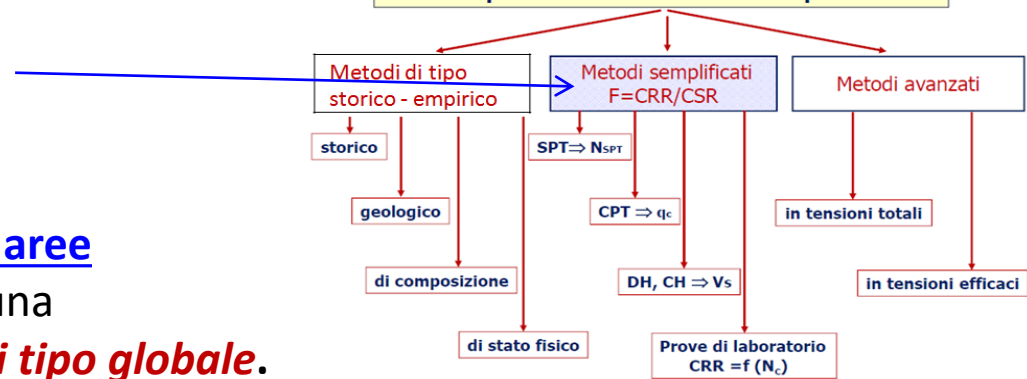 Metodi di tipo
storico - empirico
Metodi semplificati
F=CRR/CSR
Metodi avanzati
storico
geologico
di composizione
di stato fisico
SPT⇒ NSPT
CPT ⇒ qc
DH, CH ⇒ Vs
Prove di laboratorio
CRR =f (Nc)
in tensioni totali
in tensioni efficaci
aree
una
i tipo globale.